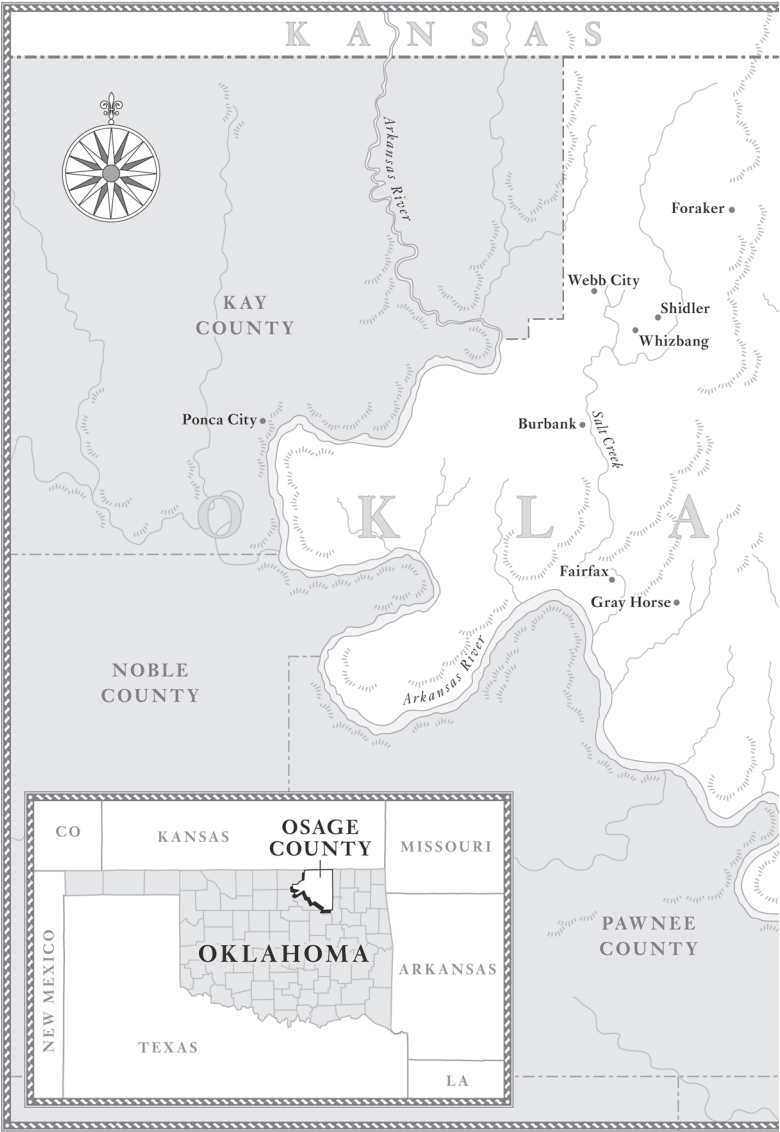 KANSAS
Arkansas River
Foraker
Webb City
Shidler
Whizbang
KAY
COUNTY
Ponca City
Burbank
Salt Creek
OKLA
Fairfax
Gray Horse
Arkansas River
NOBLE
COUNTY
PAWNEE
COUNTY
CO
KANSAS
OSAGE
COUNTY
MISSOURI
OKLAHOMA
NEW MEXICO
ARKANSAS
TEXAS
LA